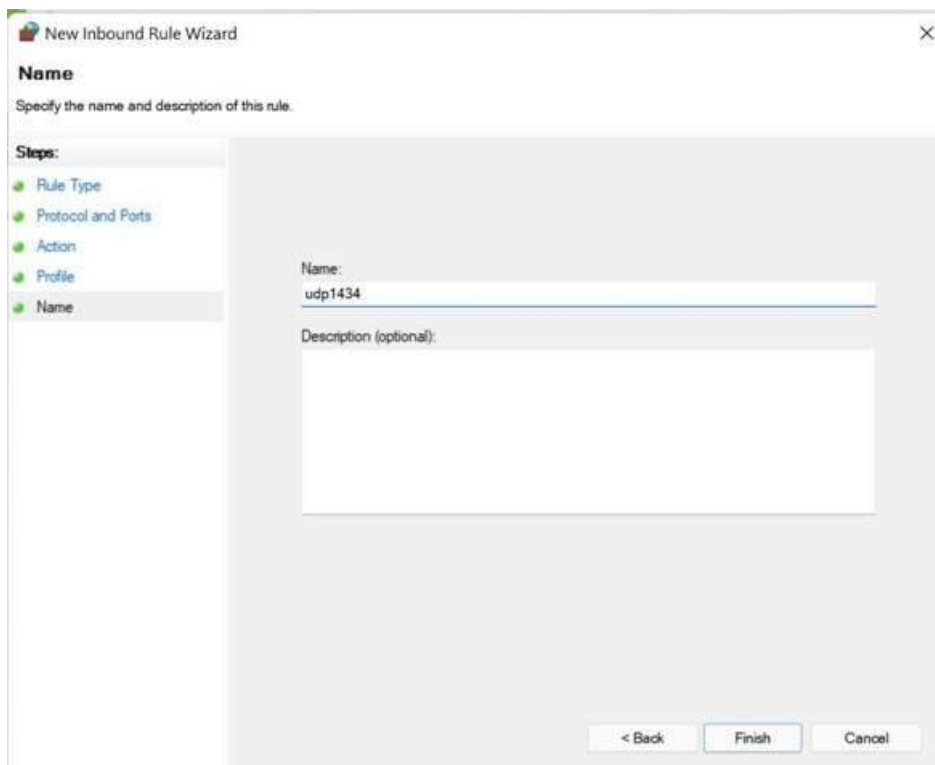 New Inbound Rule Wizard
Name
Specify the name and description of this rule.
Steps:
Rule Type
Protocol and Ports
Action
Profile
Name
Name:
udp1434
Description (optional):
< Back Finish Cancel